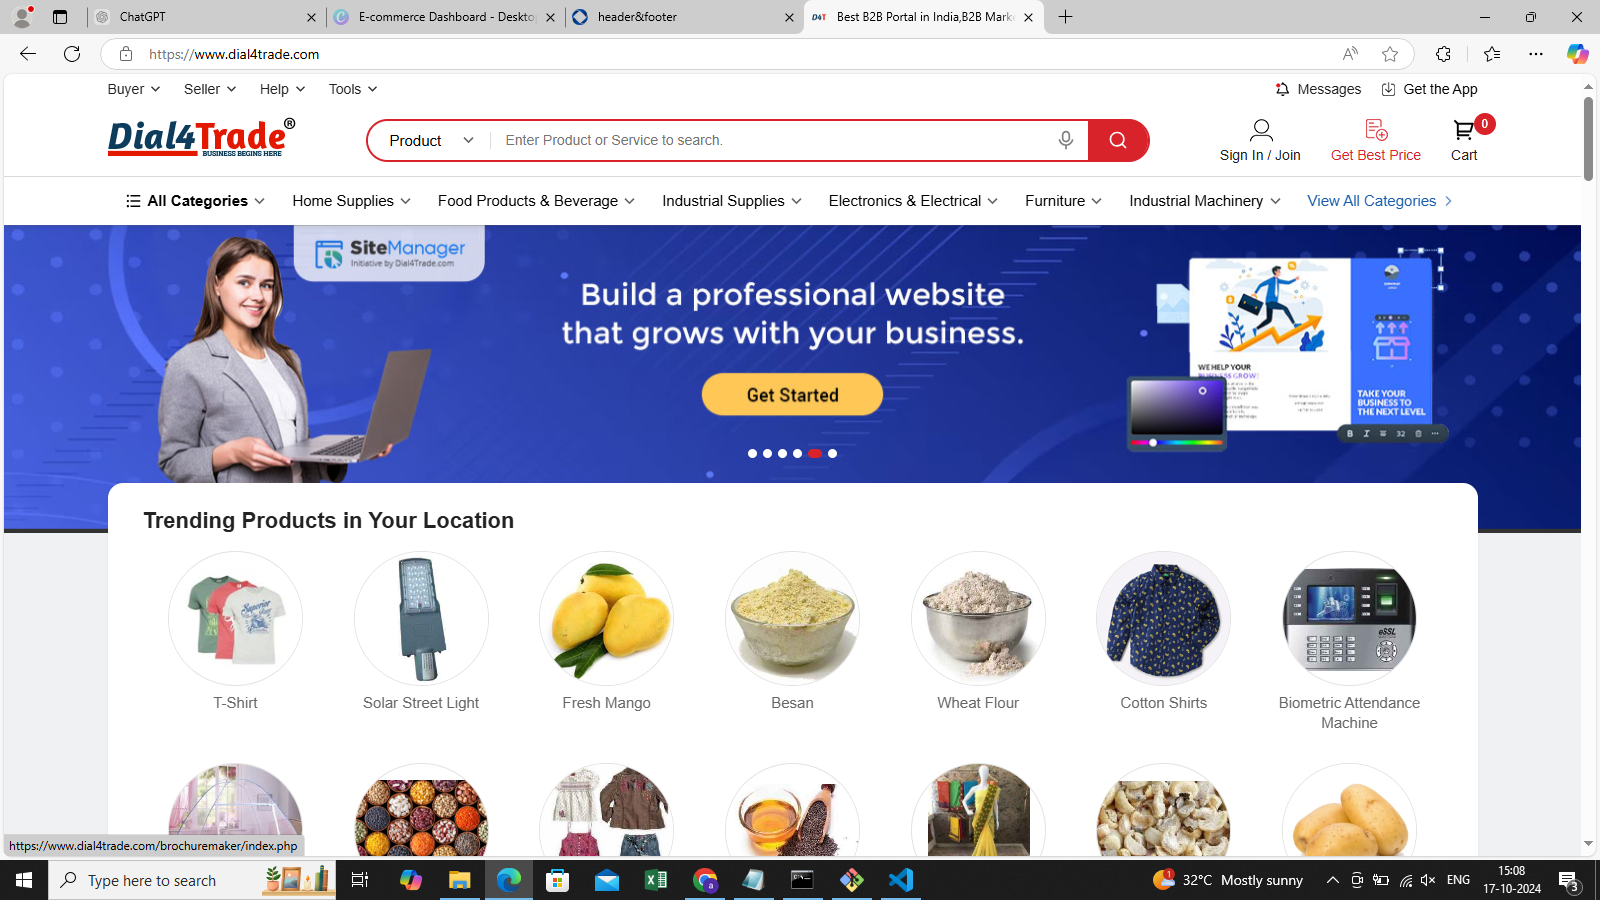 ChatGPT
E-commerce Dashboard - Deskto
header&footer
D4T
Best B2B Portal in India,B2B Marke
https://www.dial4trade.com
Buyer
Seller
Help
Tools
Messages
Get the App
Dial4Trade®
BUSINESS BEGINS HERE
Product
Enter Product or Service to search.
Sign In / Join
Get Best Price
0
Cart
All Categories
Home Supplies
Food Products & Beverage
Industrial Supplies
Electronics & Electrical
Furniture
Industrial Machinery
View All Categories
SiteManager
Initiative by Dial4Trade.com
Build a professional website
that grows with your business.
Get Started
WE HELP YOUR
BUSINESS GROW!
TAKE YOUR
BUSINESS TO
THE NEXT LEVEL
B I 32
Trending Products in Your Location
Superior
eSSL
T-Shirt
Solar Street Light
Fresh Mango
Besan
Wheat Flour
Cotton Shirts
Biometric Attendance
Machine
https://www.dial4trade.com/brochuremaker/index.php
Type here to search
1
32°C Mostly sunny
ENG
15:08
17-10-2024
3